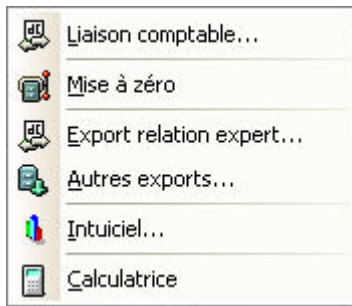 Liaison comptable...
Mise à zéro
Export relation expert...
Autres exports...
Intuiciel...
Calculatrice